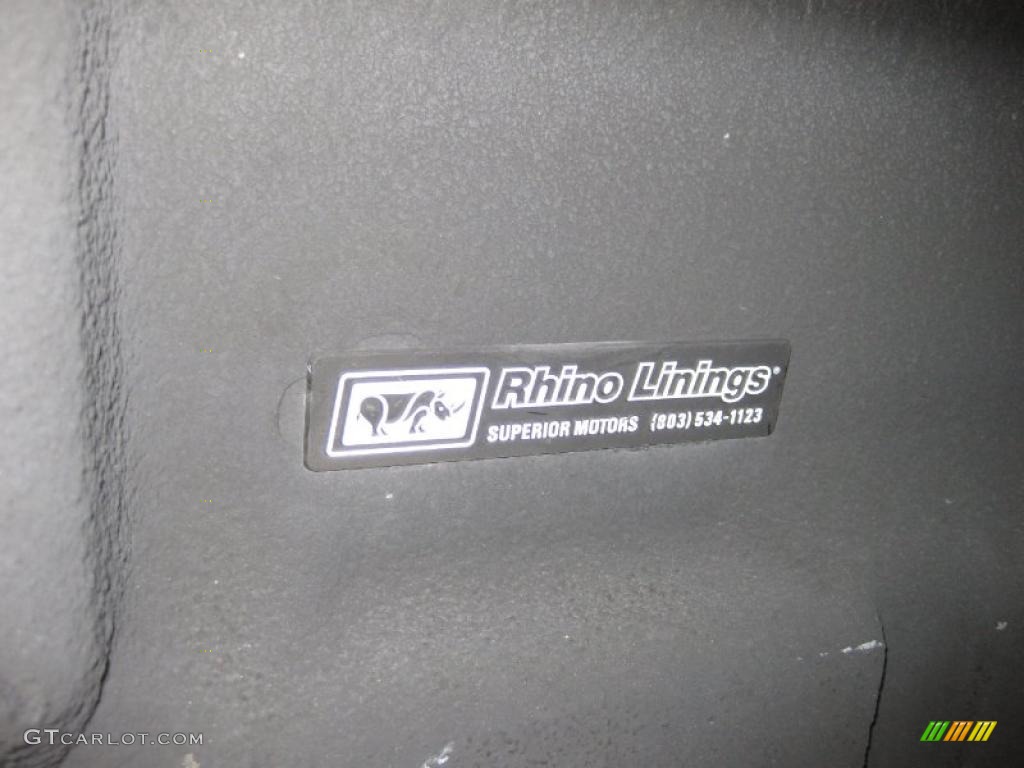 Rhino Linings®
SUPERIOR MOTORS (803) 534-1123
GTCARLOT.COM